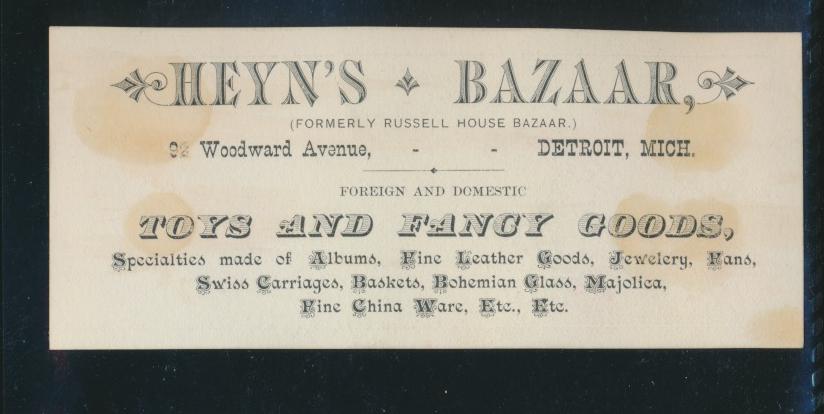 HEYN'S BAZAAR,
(FORMERLY RUSSELL HOUSE BAZAAR.)
92 Woodward Avenue, - - DETROIT, MICH.
FOREIGN AND DOMESTIC
TOYS AND FANCY GOODS,
Specialties made of Albums, Fine Leather Goods, Jewelery, Fans,
Swiss Carriages, Baskets, Bohemian Glass, Majolica,
Fine China Ware, Etc., Etc.